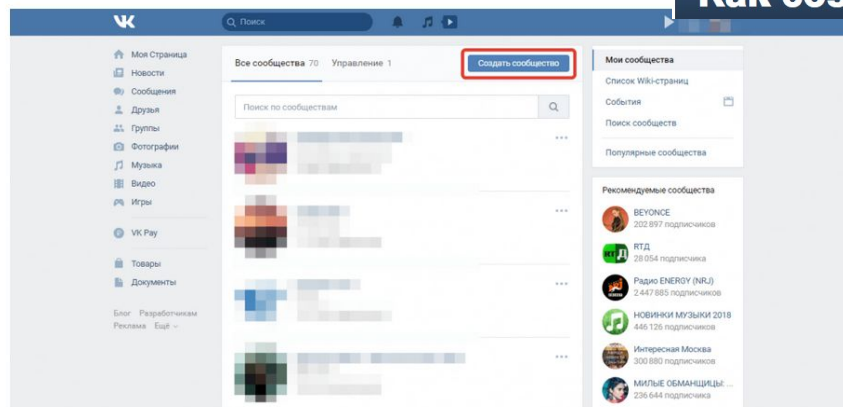 Как соз
Поиск
Моя Страница
Новости
Сообщения
Друзья
Группы
Фотографии
Музыка
Видео
Игры
VK Pay
Товары
Документы
Блог Разработчикам
Реклама Ещё
Все сообщества 70 Управление 1 Создать сообщество
Поиск по сообществам
Мои сообщества
Список Wiki-страниц
События
Поиск сообществ
Популярные сообщества
Рекомендуемые сообщества
BEYONCE
202 897 подписчиков
RTД
28 054 подписчика
Радио ENERGY (NRJ)
2 447 885 подписчиков
НОВИНКИ МУЗЫКИ 2018
446 126 подписчиков
Интересная Москва
300 880 подписчиков
МИЛЫЕ ОБМАНЩИЦЫ: ...
236 644 подписчика